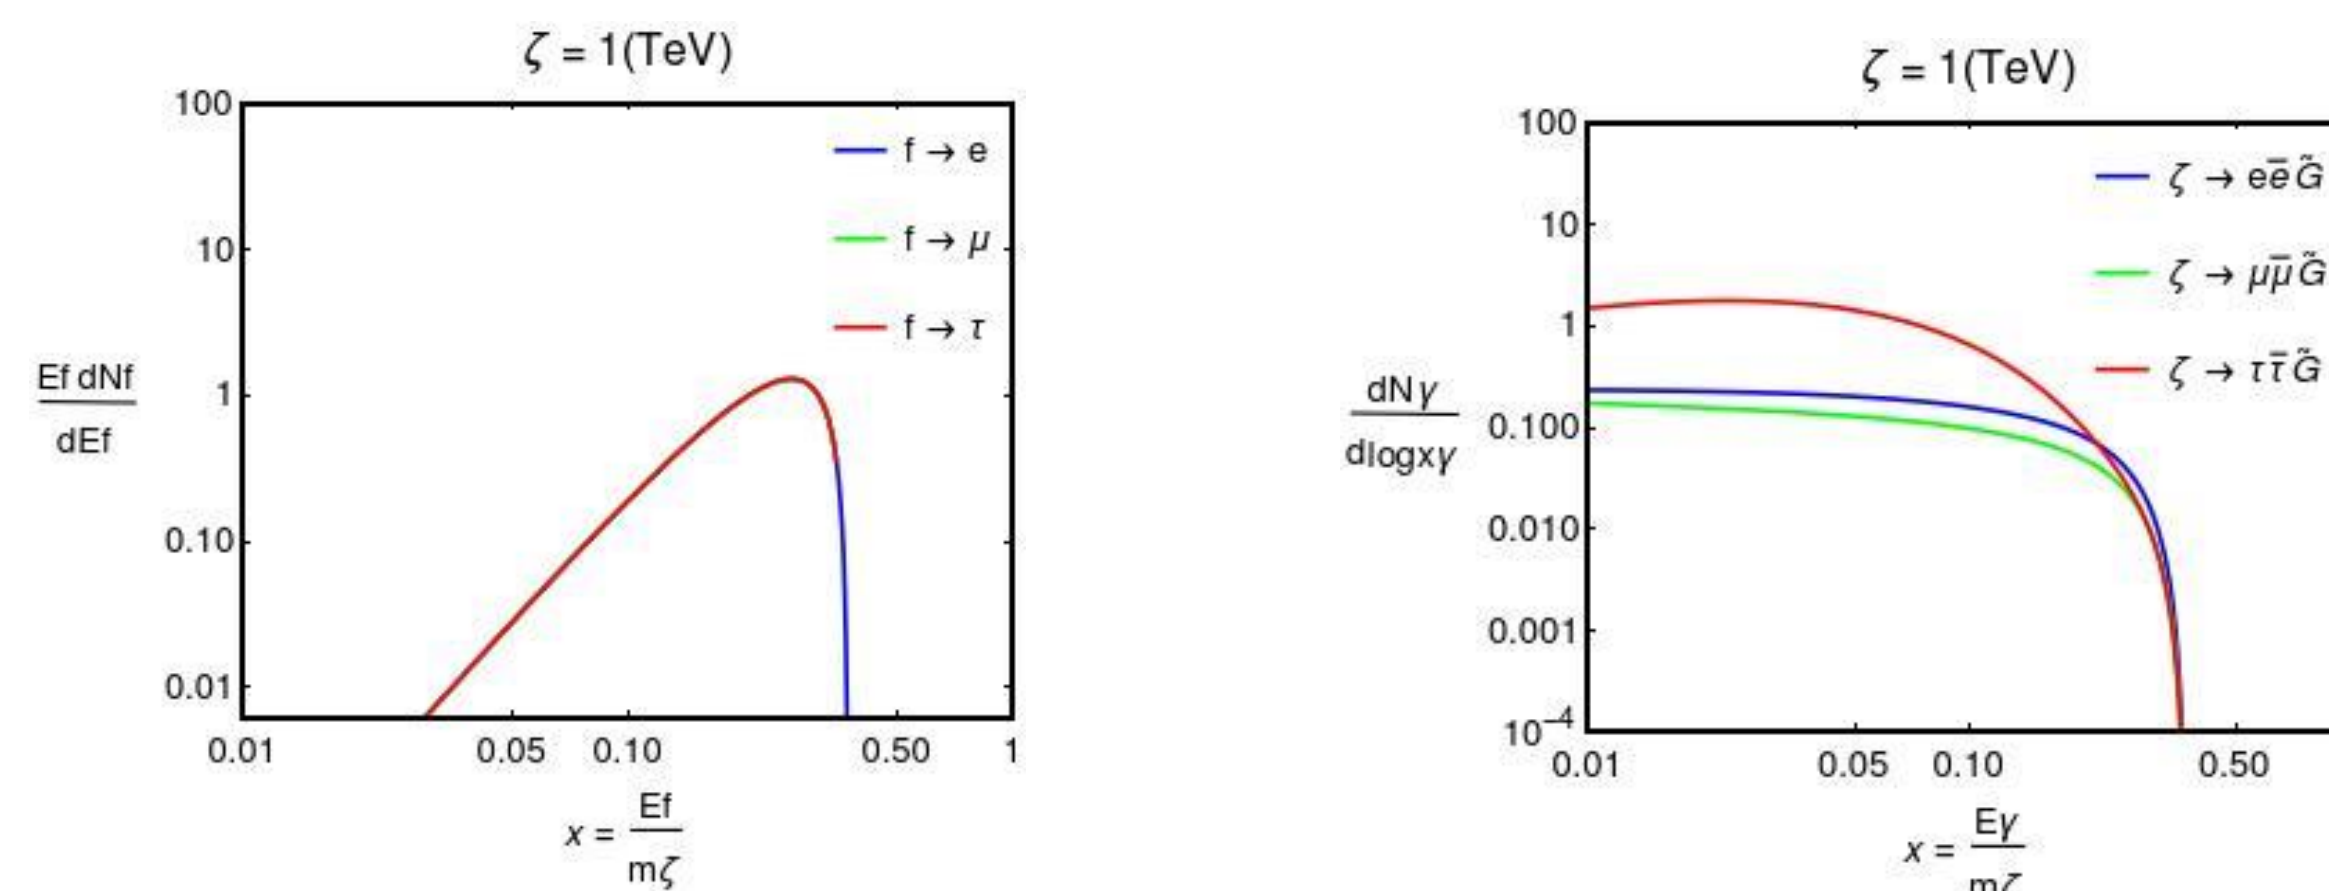 ζ = 1(TeV)
100
10
1
0.10
0.01
Ef dNf
dEf
f → e
f → μ
f → τ
0.01 0.05 0.10 0.50 1
x = Ef
mζ
ζ = 1(TeV)
100
10
1
0.100
0.010
0.001
10⁻⁴
dNγ
dlogxγ
ζ → eēG̃
ζ → μμ̄G̃
ζ → ττ̄G̃
0.01 0.05 0.10 0.50
x = Eγ
mζ